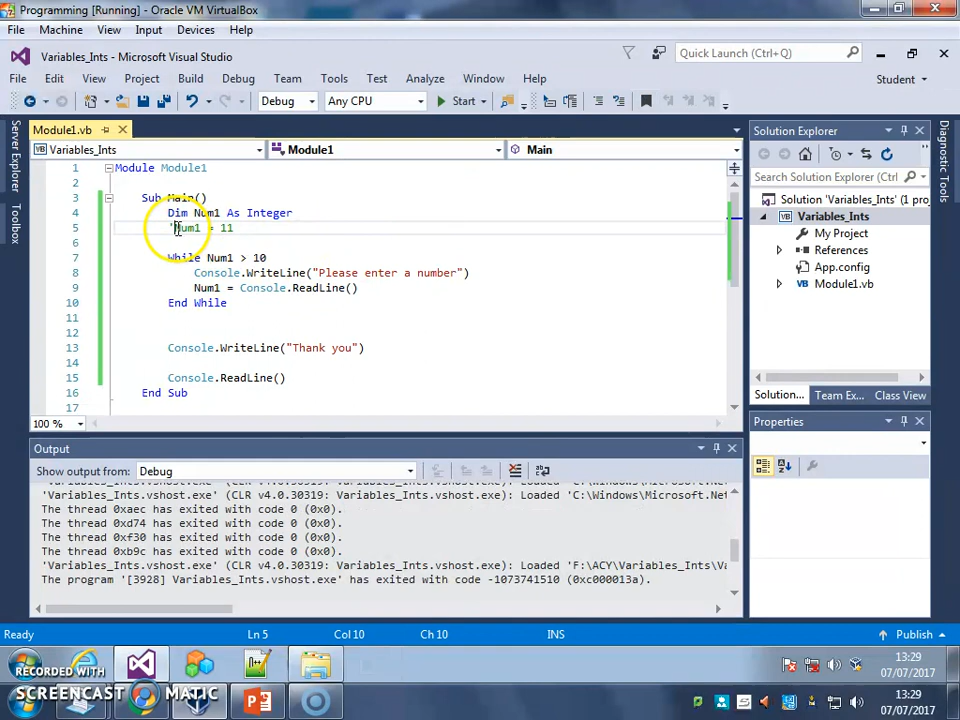 Programming [Running] - Oracle VM VirtualBox
File Machine View Input Devices Help
Variables_Ints - Microsoft Visual Studio
Quick Launch (Ctrl+Q)
File Edit View Project Build Debug Team Tools Test Analyze Window Help
Student
Debug Any CPU Start
Server Explorer
Toolbox
Module1.vb
Variables_Ints Module1 Main
1 Module Module1
2
3 Sub Main()
4 Dim Num1 As Integer
5 'Num1 = 11
6
7 While Num1 > 10
8 Console.WriteLine("Please enter a number")
9 Num1 = Console.ReadLine()
10 End While
11
12
13 Console.WriteLine("Thank you")
14
15 Console.ReadLine()
16 End Sub
17
100 %
Solution Explorer
Search Solution Explorer (Ctrl+;)
Solution 'Variables_Ints' (1 pro
Variables_Ints
My Project
References
App.config
Module1.vb
Solution... Team Ex... Class View
Properties
Diagnostic Tools
Output
Show output from: Debug
'Variables_Ints.vshost.exe' (CLR v4.0.30319: Variables_Ints.vshost.exe): Loaded 'C:\Windows\Microsoft.Net
The thread 0xaec has exited with code 0 (0x0).
The thread 0xd74 has exited with code 0 (0x0).
The thread 0xf30 has exited with code 0 (0x0).
The thread 0xb9c has exited with code 0 (0x0).
'Variables_Ints.vshost.exe' (CLR v4.0.30319: Variables_Ints.vshost.exe): Loaded 'F:\ACY\Variables_Ints\Va
The program '[3928] Variables_Ints.vshost.exe' has exited with code -1073741510 (0xc000013a).
Ready Ln 5 Col 10 Ch 10 INS Publish
13:29
07/07/2017
RECORDED WITH
SCREENCAST MATIC
13:29
07/07/2017